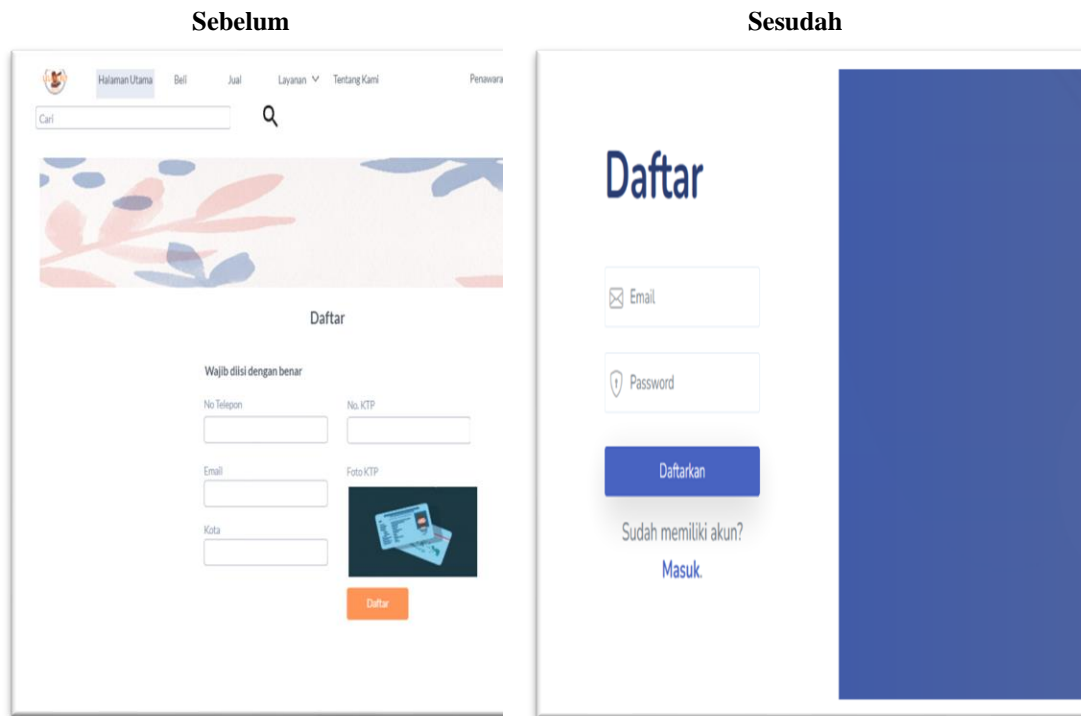 Sebelum
Sesudah
Halaman Utama Beli Jual Layanan Tentang Kami Penawara
Cari
Daftar
Wajib diisi dengan benar
No Telepon No. KTP
Email Foto KTP
Kota
Daftar
Daftar
Email
Password
Daftarkan
Sudah memiliki akun?
Masuk.